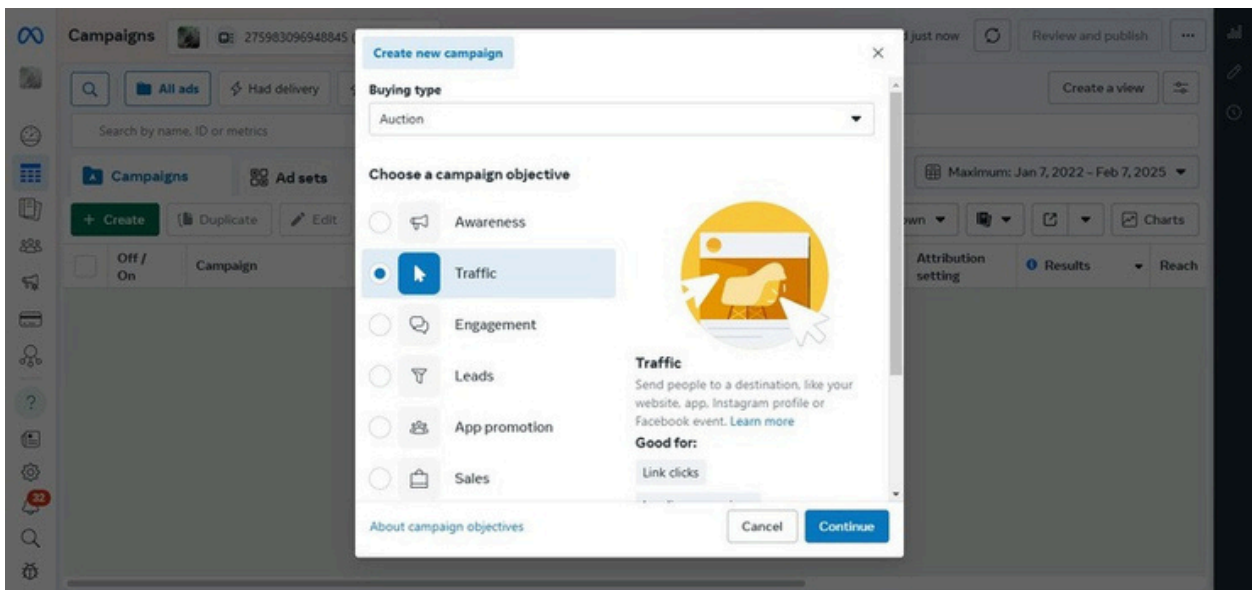 Campaigns
275983096948845 (
just now
Review and publish
All ads
Had delivery
Create a view
Search by name, ID or metrics
Campaigns
Ad sets
Maximum: Jan 7, 2022 – Feb 7, 2025
+ Create
Duplicate
Edit
Charts
Off /
On
Campaign
Attribution
setting
Results
Reach
32
Create new campaign
Buying type
Auction
Choose a campaign objective
Awareness
Traffic
Engagement
Leads
App promotion
Sales
Traffic
Send people to a destination, like your
website, app, Instagram profile or
Facebook event. Learn more
Good for:
Link clicks
About campaign objectives
Cancel
Continue